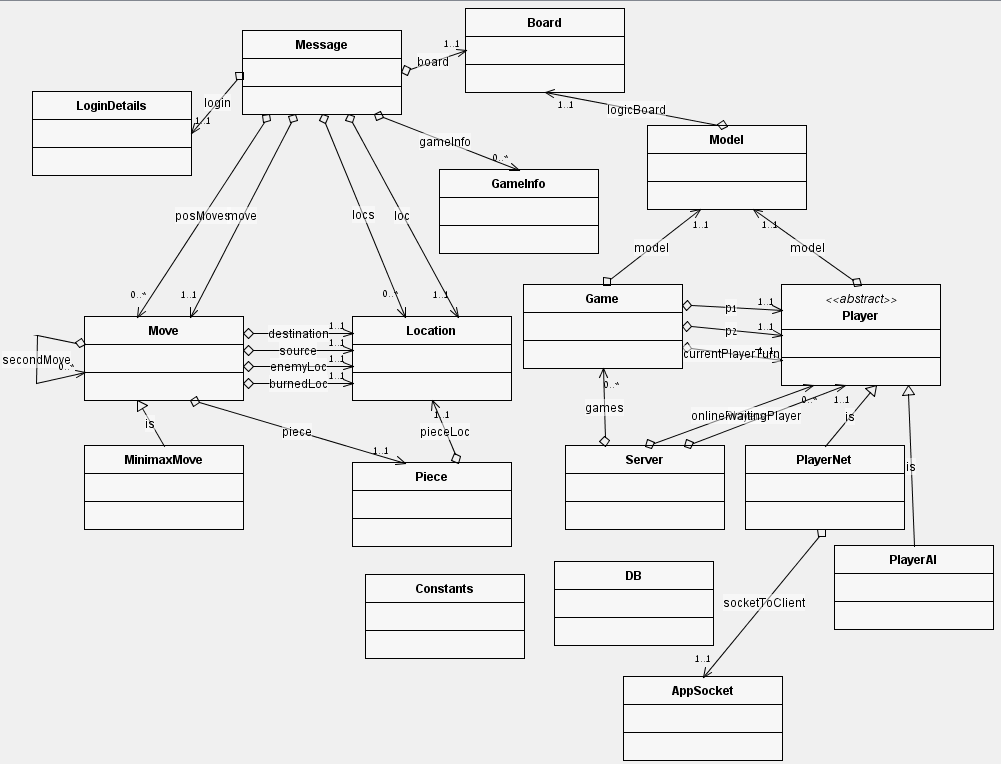 Board
Message
1..1
board
LoginDetails
login
1..1
1..1
logicBoard
Model
gameInfo
0..*
GameInfo
posMoves
move
locs
loc
1..1
1..1
model
model
0..*
1..1
0..*
1..1
Game
p1
1..1
<<abstract>>
Player
Move
destination
1..1
Location
p2
1..1
source
1..1
currentPlayerTurn
1..1
secondMove
0..*
enemyLoc
1..1
burnedLoc
1..1
0..*
games
0..*
1..1
is
piece
1..1
pieceLoc
1..1
waitingPlayer
is
MinimaxMove
Piece
Server
PlayerNet
is
PlayerAI
Constants
DB
socketToClient
1..1
AppSocket